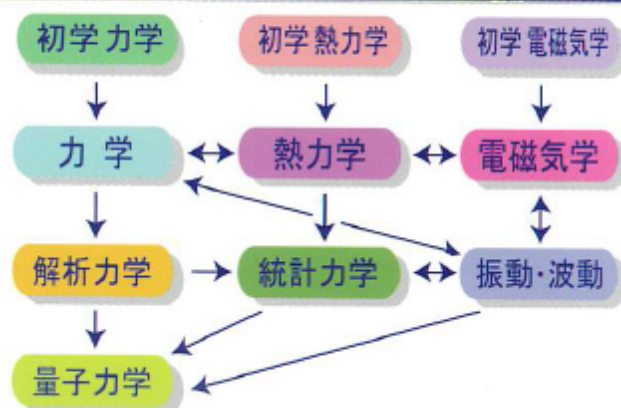 初学 力学
初学 熱力学
初学 電磁気学
力 学
熱力学
電磁気学
解析力学
統計力学
振動・波動
量子力学